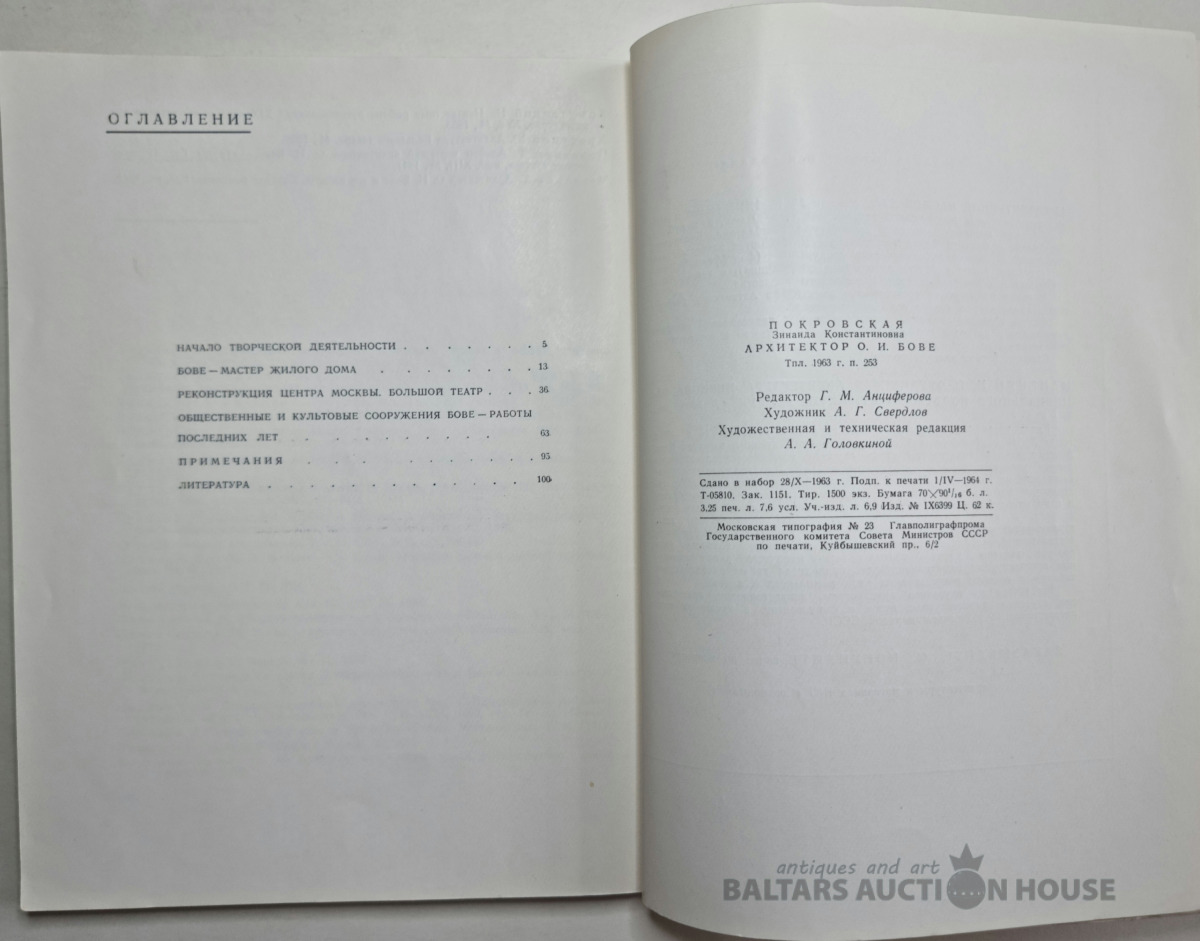 ОГЛАВЛЕНИЕ
НАЧАЛО ТВОРЧЕСКОЙ ДЕЯТЕЛЬНОСТИ . . . . . . . 5
БОВЕ — МАСТЕР ЖИЛОГО ДОМА . . . . . . . . 13
РЕКОНСТРУКЦИЯ ЦЕНТРА МОСКВЫ. БОЛЬШОЙ ТЕАТР . . . 36
ОБЩЕСТВЕННЫЕ И КУЛЬТОВЫЕ СООРУЖЕНИЯ БОВЕ — РАБОТЫ
ПОСЛЕДНИХ ЛЕТ . . . . . . . . 63
ПРИМЕЧАНИЯ . . . . . . . . 95
ЛИТЕРАТУРА . . . . . . . . . . . . 100
ПОКРОВСКАЯ
Зинаида Константиновна
АРХИТЕКТОР О. И. БОВЕ
Тпл. 1963 г. п. 253
Редактор Г. М. Анциферова
Художник А. Г. Свердлов
Художественная и техническая редакция
А. А. Головкиной
Сдано в набор 28/X—1963 г. Подп. к печати 1/IV—1964 г.
Т-05810. Зак. 1151. Тир. 1500 экз. Бумага 70×90¹/₁₆ б. л.
3,25 печ. л. 7,6 усл. Уч.-изд. л. 6,9 Изд. № 1X6399 Ц. 62 к.
Московская типография № 23 Главполиграфпрома
Государственного комитета Совета Министров СССР
по печати, Куйбышевский пр., 6/2
antiques and art
BALTARS AUCTION HOUSE